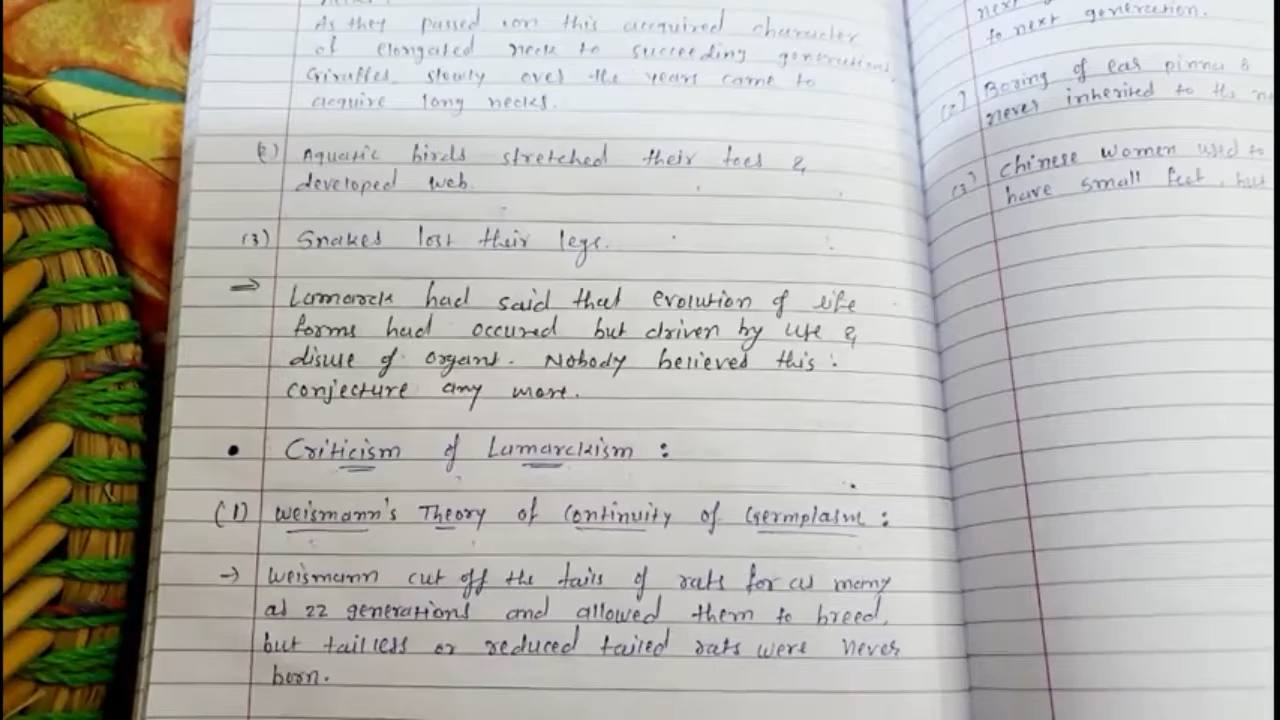 As they passed on this acquired character
of elongated neck to succeeding generations
Giraffes slowly over the years came to
acquire long necks.
(2) Aquatic birds stretched their toes &
developed web.
(3) Snakes lost their legs.
⇒ Lamarck had said that evolution of life
forms had occured but driven by use &
disuse of organs. Nobody believed this
conjecture any more.
• Criticism of Lamarckism :
(1) Weismann's Theory of Continuity of Germplasm :
→ Weismann cut off the tails of rats for as many
as 22 generations and allowed them to breed,
but tailless or reduced tailed rats were never
born.
next
to next generation.
(2) Boring of ear pinna &
never inherited to the
(3) Chinese women used to
have small feet, but